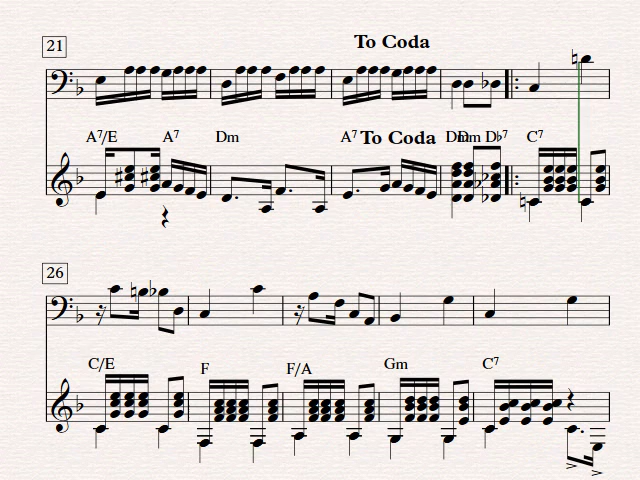 To Coda
21
A7/E A7 Dm A7 To Coda Dm Dm D♭7 C7
26
C/E F F/A Gm C7